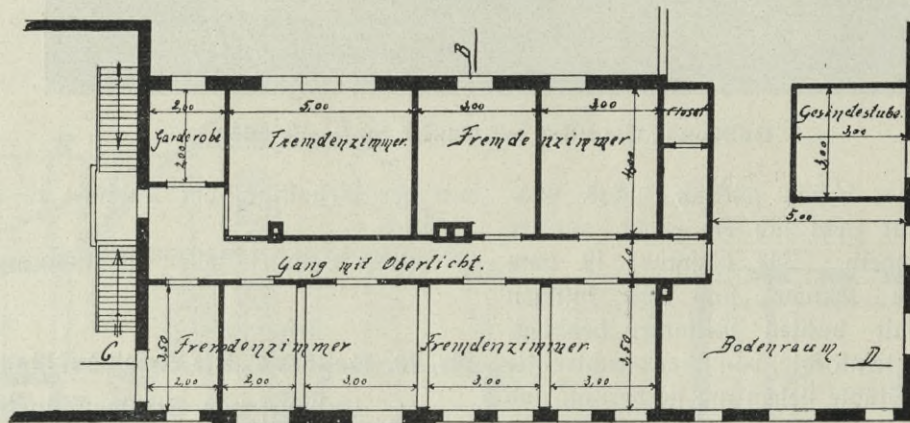 B
2,00
5,00
3,00
3,00
Closet
Gesindestube.
3,00
Garderobe
2,00
Fremdenzimmer.
Fremdenzimmer
4,00
3,00
5,00
Gang mit Oberlicht.
C
3,50
Fremdenzimmer
Fremdenzimmer
3,50
Bodenraum
D
2,00
2,00
3,00
3,00
3,00